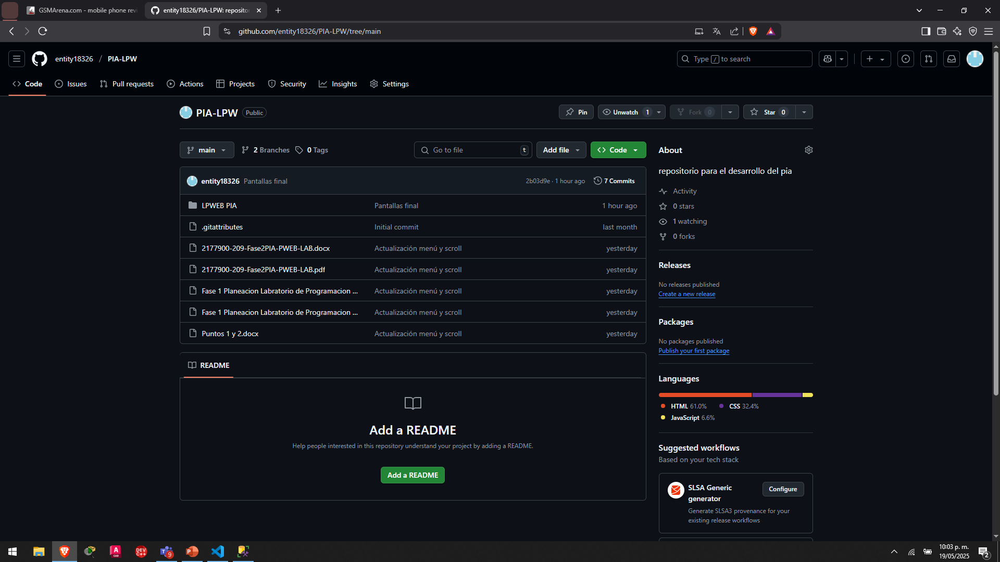 GSMArena.com - mobile phone revi
entity18326/PIA-LPW: repositor
github.com/entity18326/PIA-LPW/tree/main
entity18326 / PIA-LPW
Type / to search
Code Issues Pull requests Actions Projects Security Insights Settings
PIA-LPW Public
Pin Unwatch 1 Fork 0 Star 0
main 2 Branches 0 Tags
Go to file t Add file Code
entity18326 Pantallas final 2b03d9e · 1 hour ago 7 Commits
LPWEB PIA Pantallas final 1 hour ago
.gitattributes Initial commit last month
2177900-209-Fase2PIA-PWEB-LAB.docx Actualización menú y scroll yesterday
2177900-209-Fase2PIA-PWEB-LAB.pdf Actualización menú y scroll yesterday
Fase 1 Planeacion Labratorio de Programacion ... Actualización menú y scroll yesterday
Fase 1 Planeacion Labratorio de Programacion ... Actualización menú y scroll yesterday
Puntos 1 y 2.docx Actualización menú y scroll yesterday
README
Add a README
Help people interested in this repository understand your project by adding a README.
Add a README
About
repositorio para el desarrollo del pia
Activity
0 stars
1 watching
0 forks
Releases
No releases published
Create a new release
Packages
No packages published
Publish your first package
Languages
HTML 61.0% CSS 32.4%
JavaScript 6.6%
Suggested workflows
Based on your tech stack
SLSA Generic
generator
Configure
Generate SLSA3 provenance for your
existing release workflows
A CAD
DEV C++
T 9
P
10:03 p. m.
19/05/2025
2